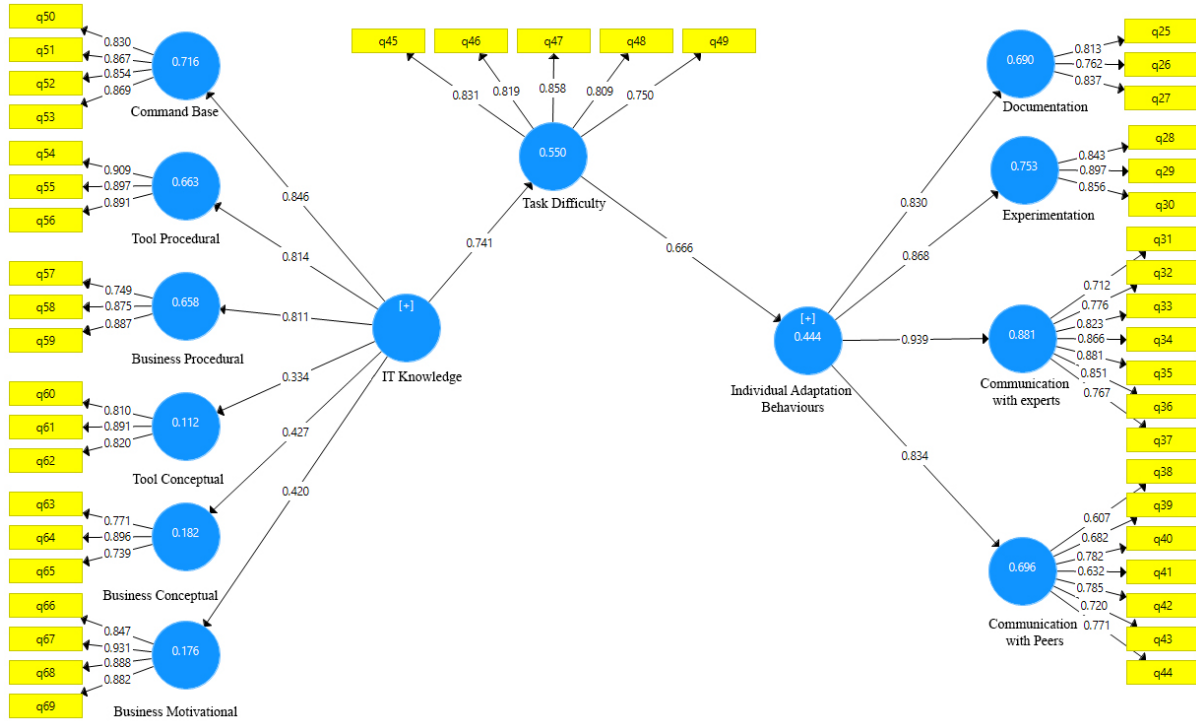 q50
q51
q52
q53
0.830
0.867
0.854
0.869
0.716
Command Base
q54
q55
q56
0.909
0.897
0.891
0.663
Tool Procedural
q57
q58
q59
0.749
0.875
0.887
0.658
Business Procedural
q60
q61
q62
0.810
0.891
0.820
0.112
Tool Conceptual
q63
q64
q65
0.771
0.896
0.739
0.182
Business Conceptual
q66
q67
q68
q69
0.847
0.931
0.888
0.882
0.176
Business Motivational
0.846
0.814
0.811
0.334
0.427
0.420
[+]
IT Knowledge
0.741
q45
q46
q47
q48
q49
0.831
0.819
0.858
0.809
0.750
0.550
Task Difficulty
0.666
[+]
0.444
Individual Adaptation
Behaviours
0.830
0.868
0.939
0.834
0.690
Documentation
0.813
0.762
0.837
q25
q26
q27
0.753
Experimentation
0.843
0.897
0.856
q28
q29
q30
0.881
Communication
with experts
0.712
0.776
0.823
0.866
0.881
0.851
0.767
q31
q32
q33
q34
q35
q36
q37
0.696
Communication
with Peers
0.607
0.682
0.782
0.632
0.785
0.720
0.771
q38
q39
q40
q41
q42
q43
q44